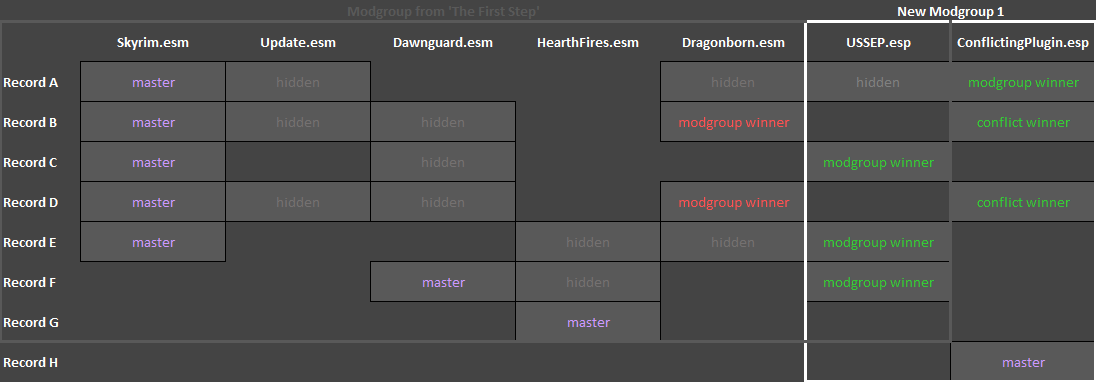 Modgroup from 'The First Step' New Modgroup 1
Skyrim.esm Update.esm Dawnguard.esm HearthFires.esm Dragonborn.esm USSEP.esp ConflictingPlugin.esp
Record A master hidden hidden hidden modgroup winner
Record B master hidden hidden modgroup winner conflict winner
Record C master hidden modgroup winner
Record D master hidden hidden modgroup winner conflict winner
Record E master hidden hidden modgroup winner
Record F master hidden modgroup winner
Record G master
Record H master